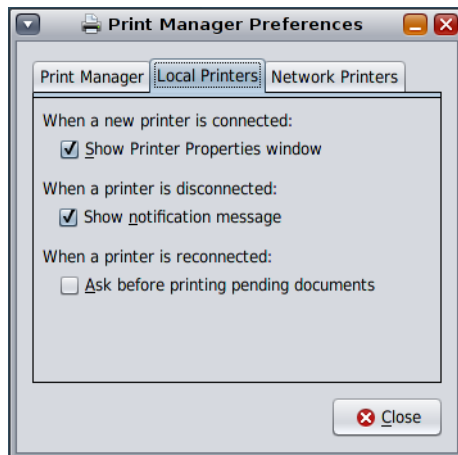 Print Manager Preferences
Print Manager Local Printers Network Printers
When a new printer is connected:
Show Printer Properties window
When a printer is disconnected:
Show notification message
When a printer is reconnected:
Ask before printing pending documents
Close